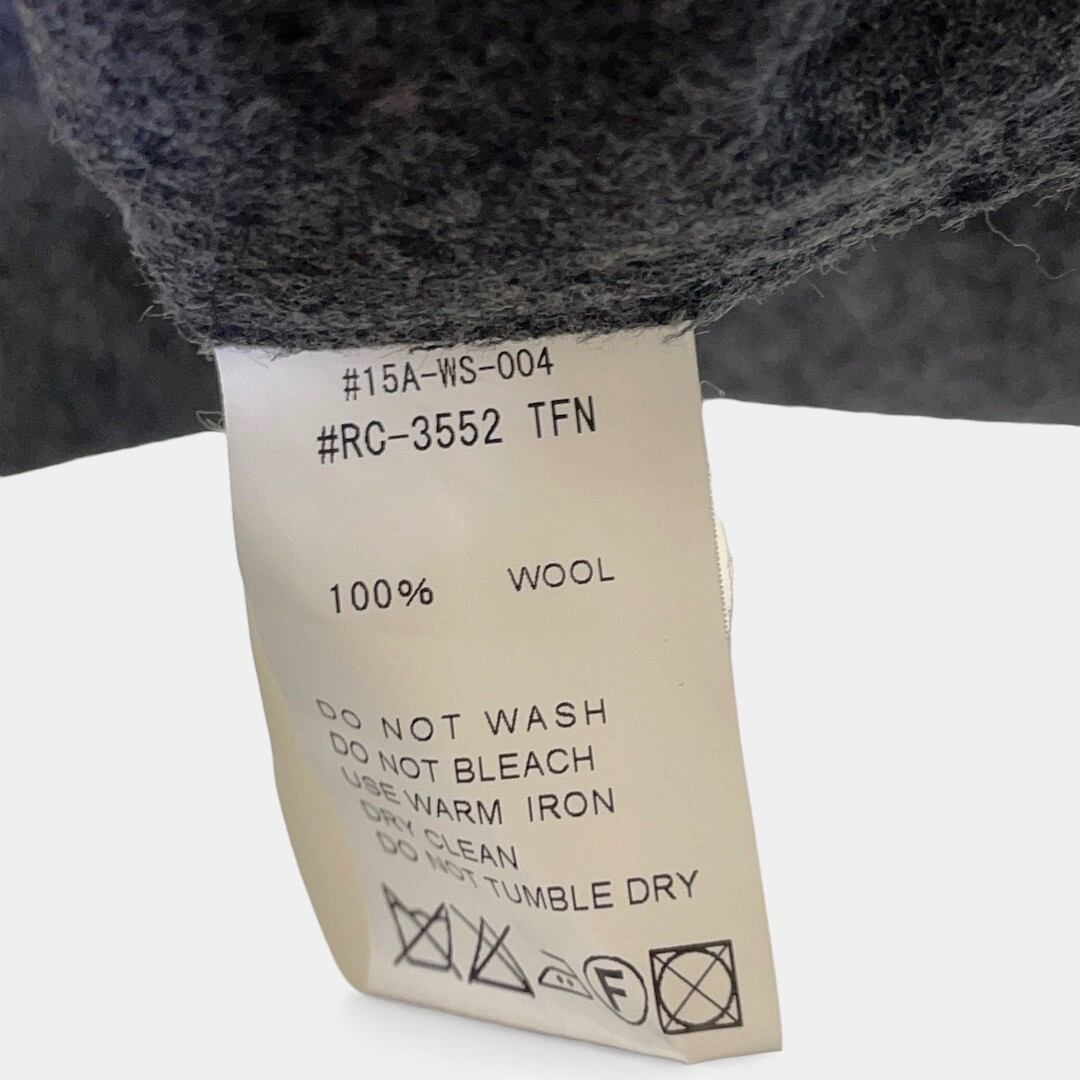 #15A-WS-004
#RC-3552 TFN
100% WOOL
DO NOT WASH
DO NOT BLEACH
USE WARM IRON
DRY CLEAN
DO NOT TUMBLE DRY
F